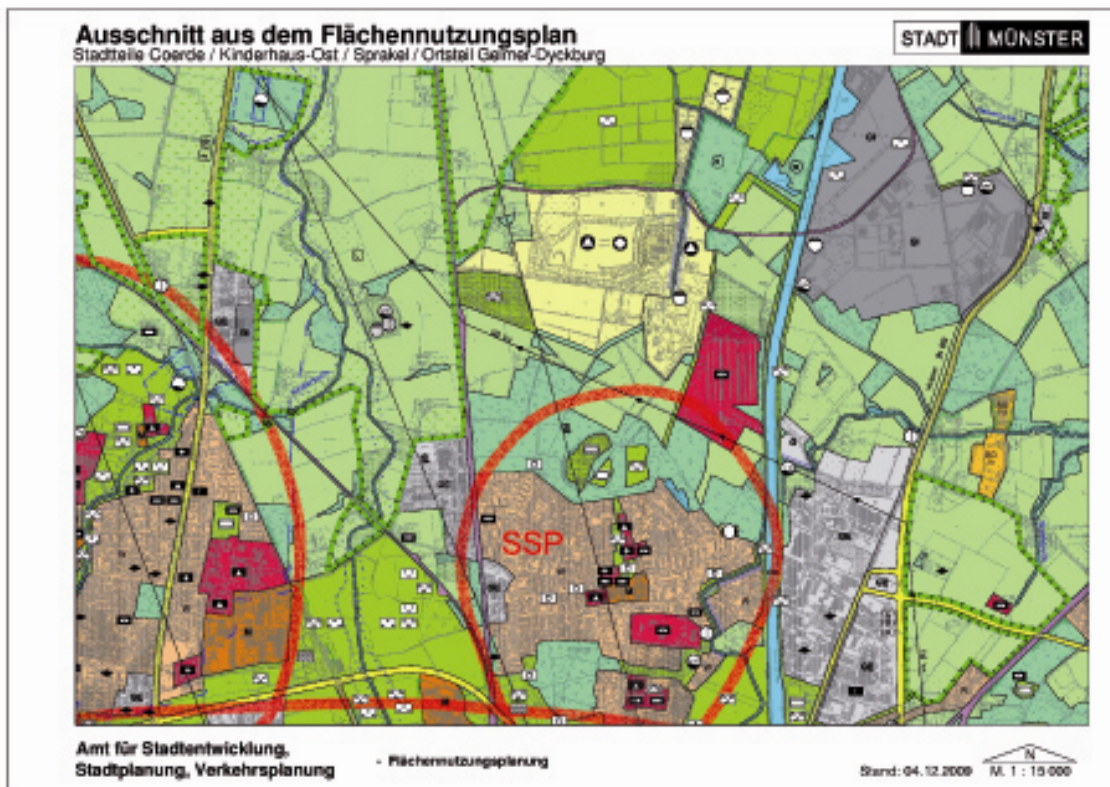 Ausschnitt aus dem Flächennutzungsplan
Stadtteile Coerde / Kinderhaus-Ost / Sprakel / Ortsteil Gelmer-Dyckburg
STADT MÜNSTER
SSP
Amt für Stadtentwicklung,
Stadtplanung, Verkehrsplanung
- Flächennutzungsplanung
N
Stand: 04.12.2009 M. 1 : 15 000